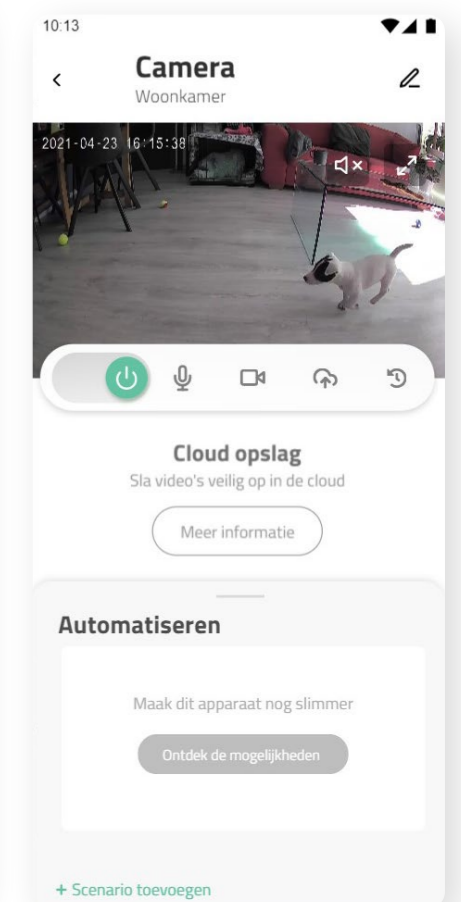 10:13
Camera
Woonkamer
2021-04-23 16:15:38
Cloud opslag
Sla video's veilig op in de cloud
Meer informatie
Automatiseren
Maak dit apparaat nog slimmer
Ontdek de mogelijkheden
+ Scenario toevoegen